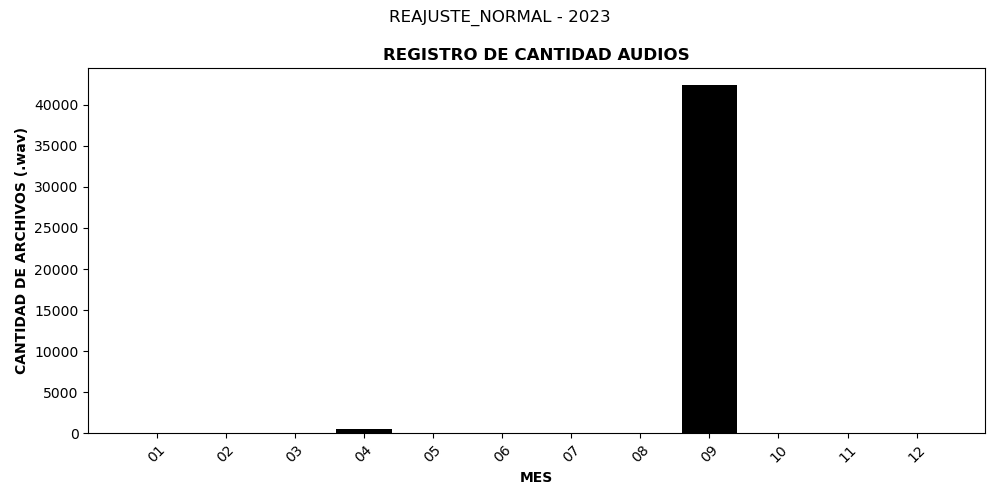 REAJUSTE_NORMAL - 2023
REGISTRO DE CANTIDAD AUDIOS
CANTIDAD DE ARCHIVOS (.wav)
40000
35000
30000
25000
20000
15000
10000
5000
0
01 02 03 04 05 06 07 08 09 10 11 12
MES